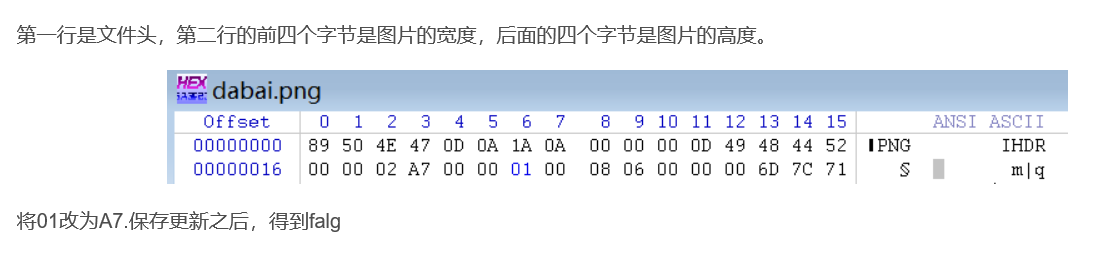 第一行是文件头，第二行的前四个字节是图片的宽度，后面的四个字节是图片的高度。
HEX dabai.png
Offset 0 1 2 3 4 5 6 7 8 9 10 11 12 13 14 15 ANSI ASCII
00000000 89 50 4E 47 0D 0A 1A 0A 00 00 00 0D 49 48 44 52 PNG IHDR
00000016 00 00 02 A7 00 00 01 00 08 06 00 00 00 6D 7C 71 § m|q
将01改为A7.保存更新之后，得到falg